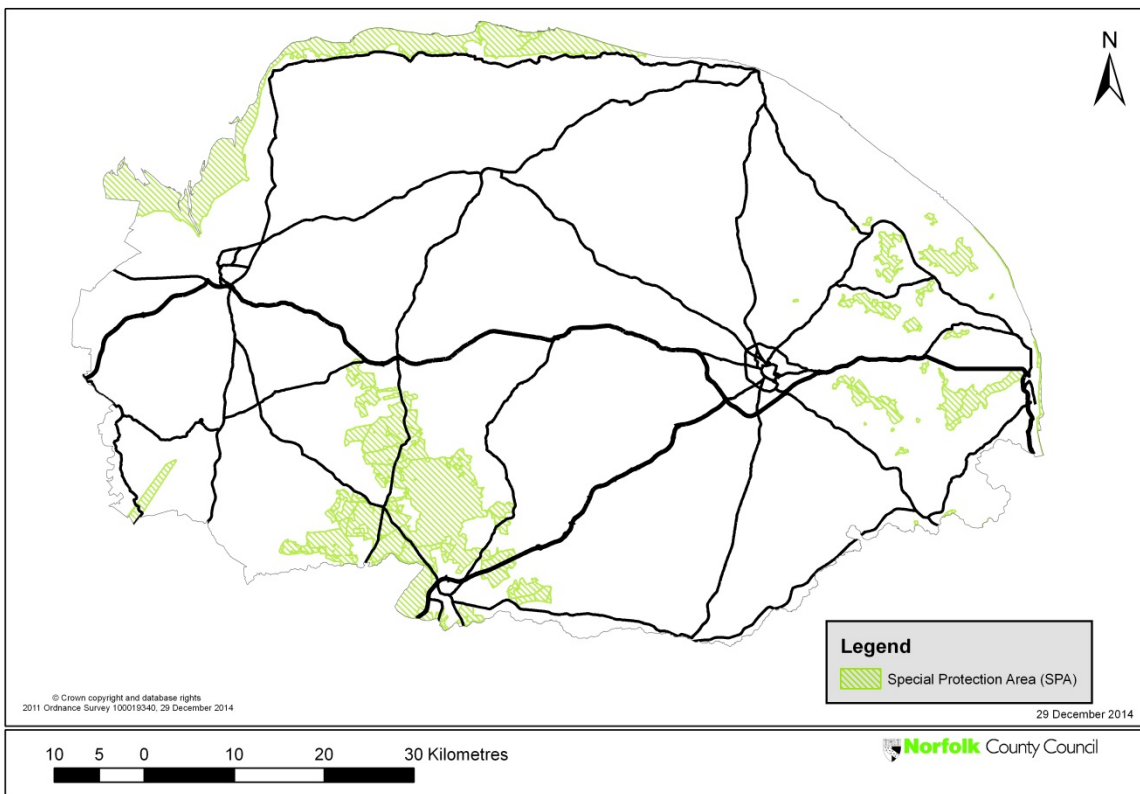 N
Legend
Special Protection Area (SPA)
© Crown copyright and database rights
2011 Ordnance Survey 100019340, 29 December 2014
29 December 2014
10 5 0 10 20 30 Kilometres
Norfolk County Council